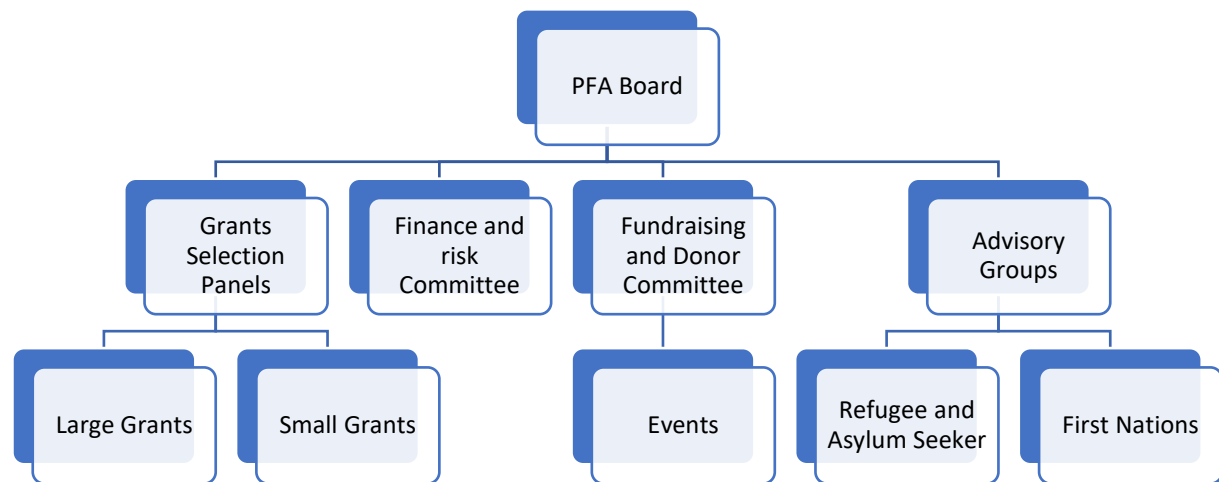 PFA Board
Grants
Selection
Panels
Finance and
risk
Committee
Fundraising
and Donor
Committee
Advisory
Groups
Large Grants
Small Grants
Events
Refugee and
Asylum Seeker
First Nations